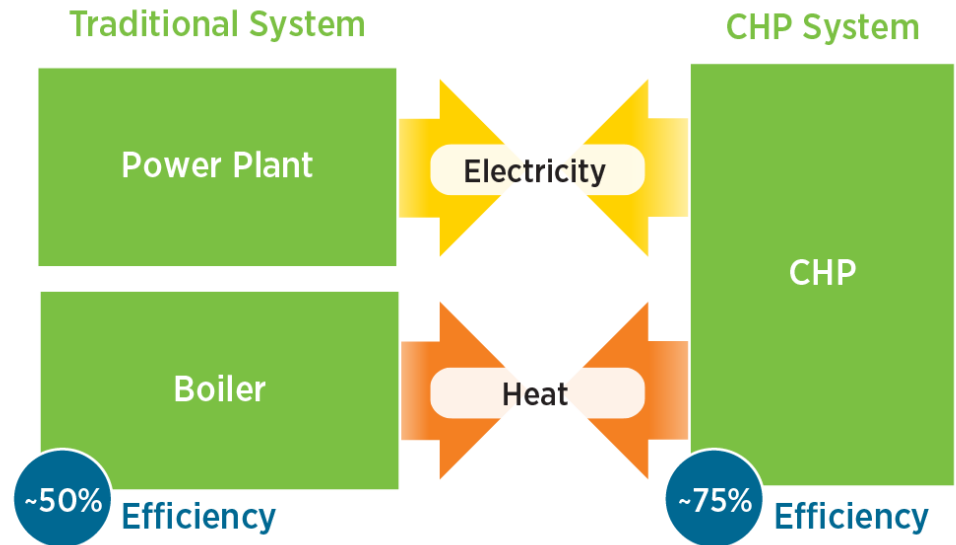 Traditional System
CHP System
Power Plant
Electricity
CHP
Boiler
Heat
~50%
Efficiency
~75%
Efficiency